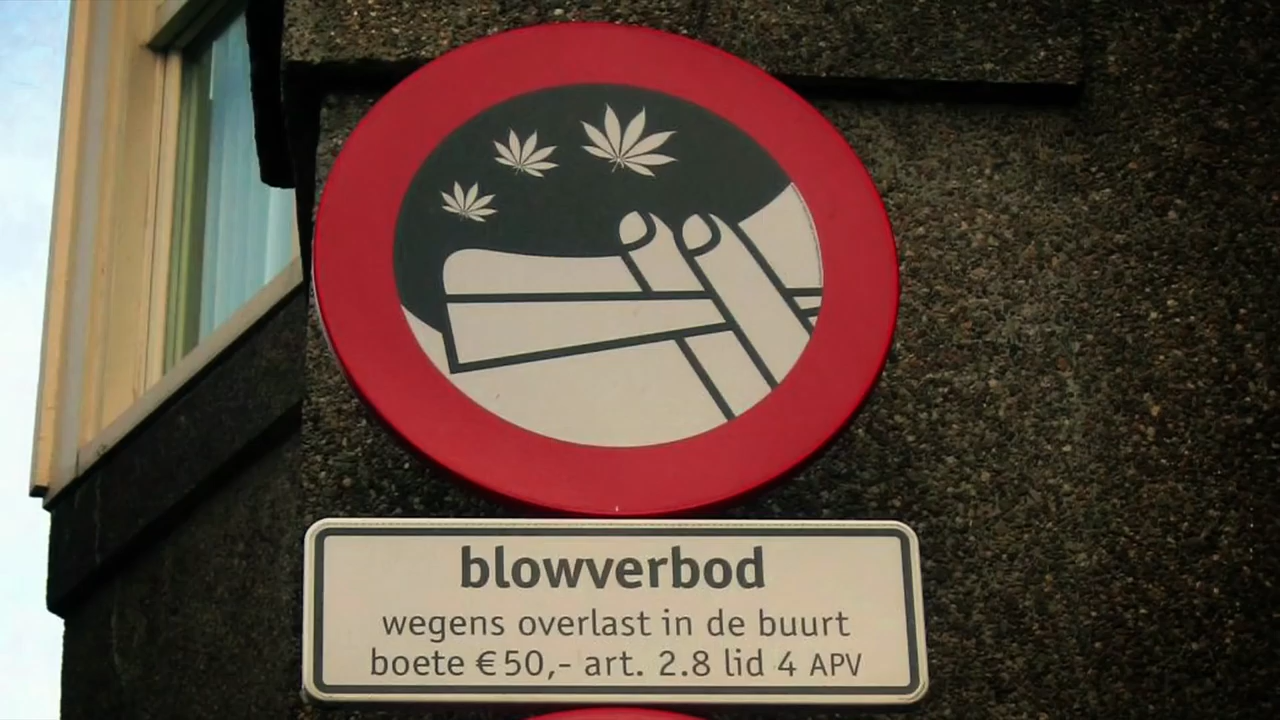 blowverbod
wegens overlast in de buurt
boete €50,- art. 2.8 lid 4 APV